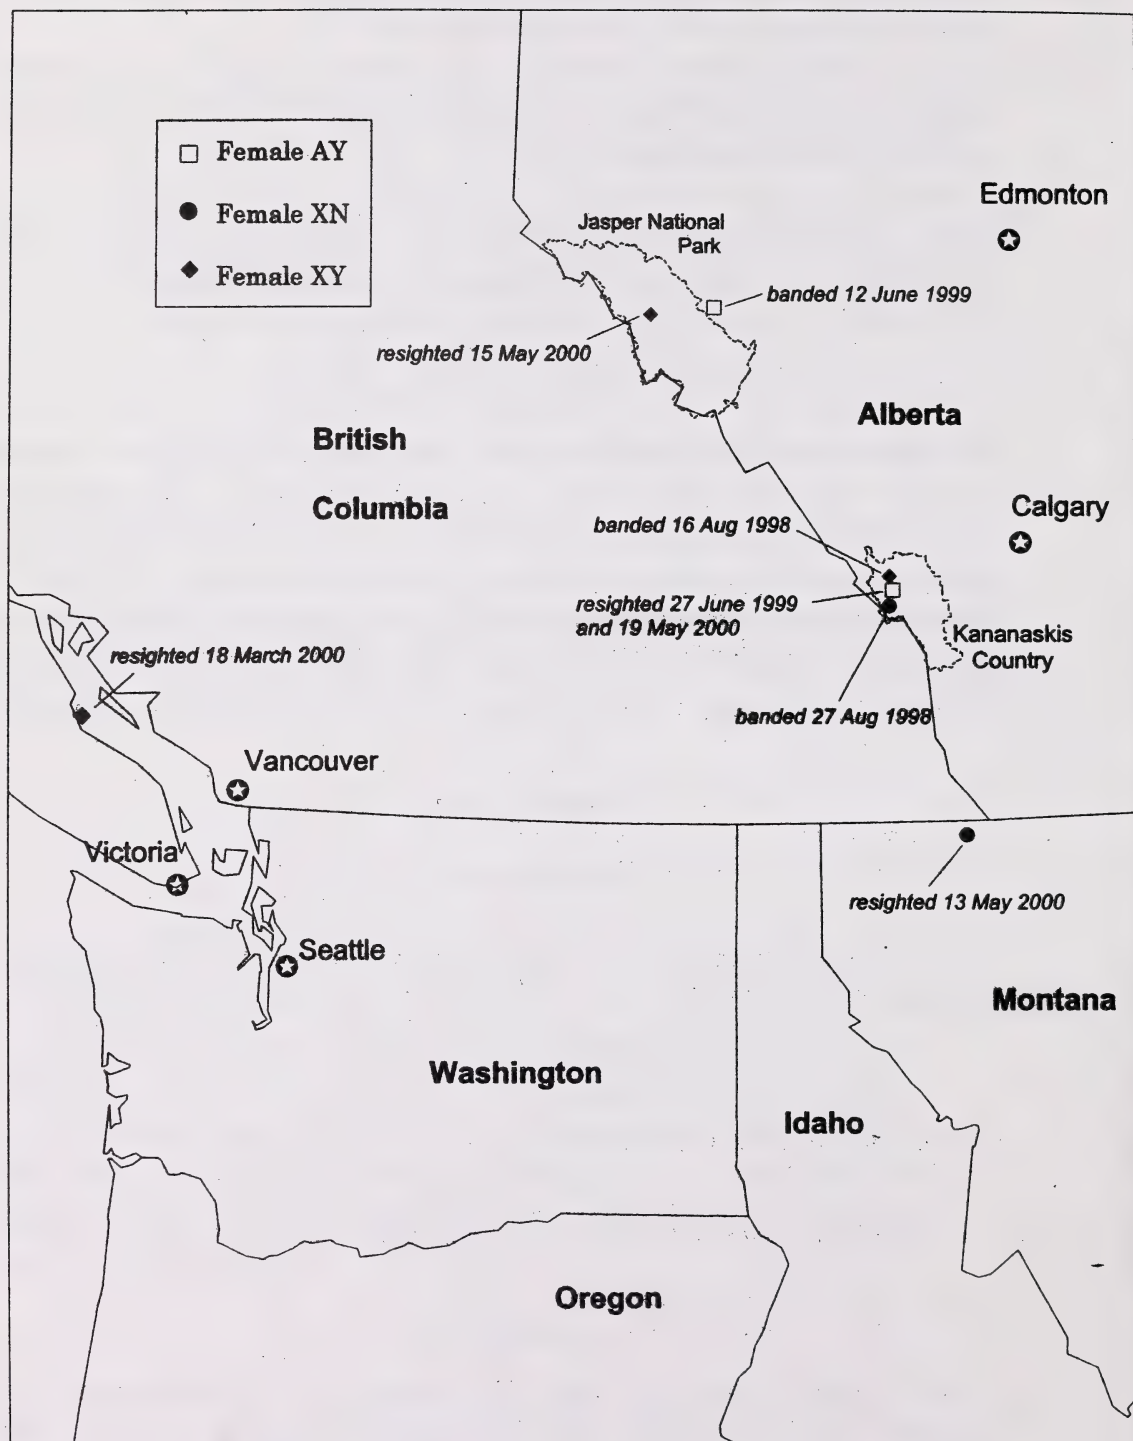 Female AY
Female XN
Female XY
Edmonton
Jasper National
Park
banded 12 June 1999
resighted 15 May 2000
Alberta
British
Columbia
Calgary
banded 16 Aug 1998
resighted 27 June 1999
and 19 May 2000
Kananaskis
Country
resighted 18 March 2000
banded 27 Aug 1998
Vancouver
Victoria
resighted 13 May 2000
Seattle
Montana
Washington
Idaho
Oregon